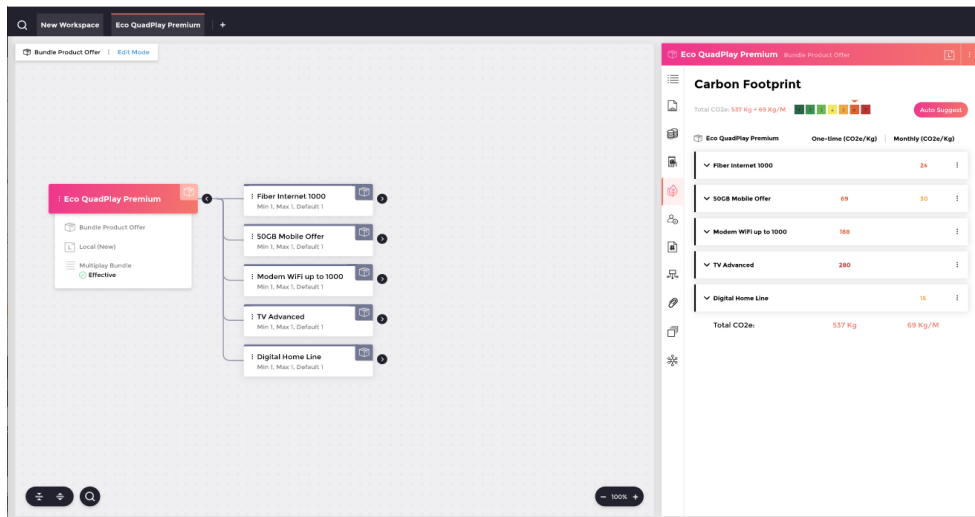 New Workspace
Eco QuadPlay Premium
+
Bundle Product Offer | Edit Mode
Eco QuadPlay Premium
Bundle Product Offer
L Local (New)
Multiplay Bundle
Effective
Fiber Internet 1000
Min 1, Max 1, Default 1
50GB Mobile Offer
Min 1, Max 1, Default 1
Modem WiFi up to 1000
Min 1, Max 1, Default 1
TV Advanced
Min 1, Max 1, Default 1
Digital Home Line
Min 1, Max 1, Default 1
− 100% +
Eco QuadPlay Premium Bundle Product Offer L
Carbon Footprint
Total CO2e: 537 Kg + 69 Kg/M
Auto Suggest
Eco QuadPlay Premium One-time (CO2e/Kg) Monthly (CO2e/Kg)
Fiber Internet 1000 24
50GB Mobile Offer 69 30
Modem WiFi up to 1000 188
TV Advanced 280
Digital Home Line 15
Total CO2e: 537 Kg 69 Kg/M